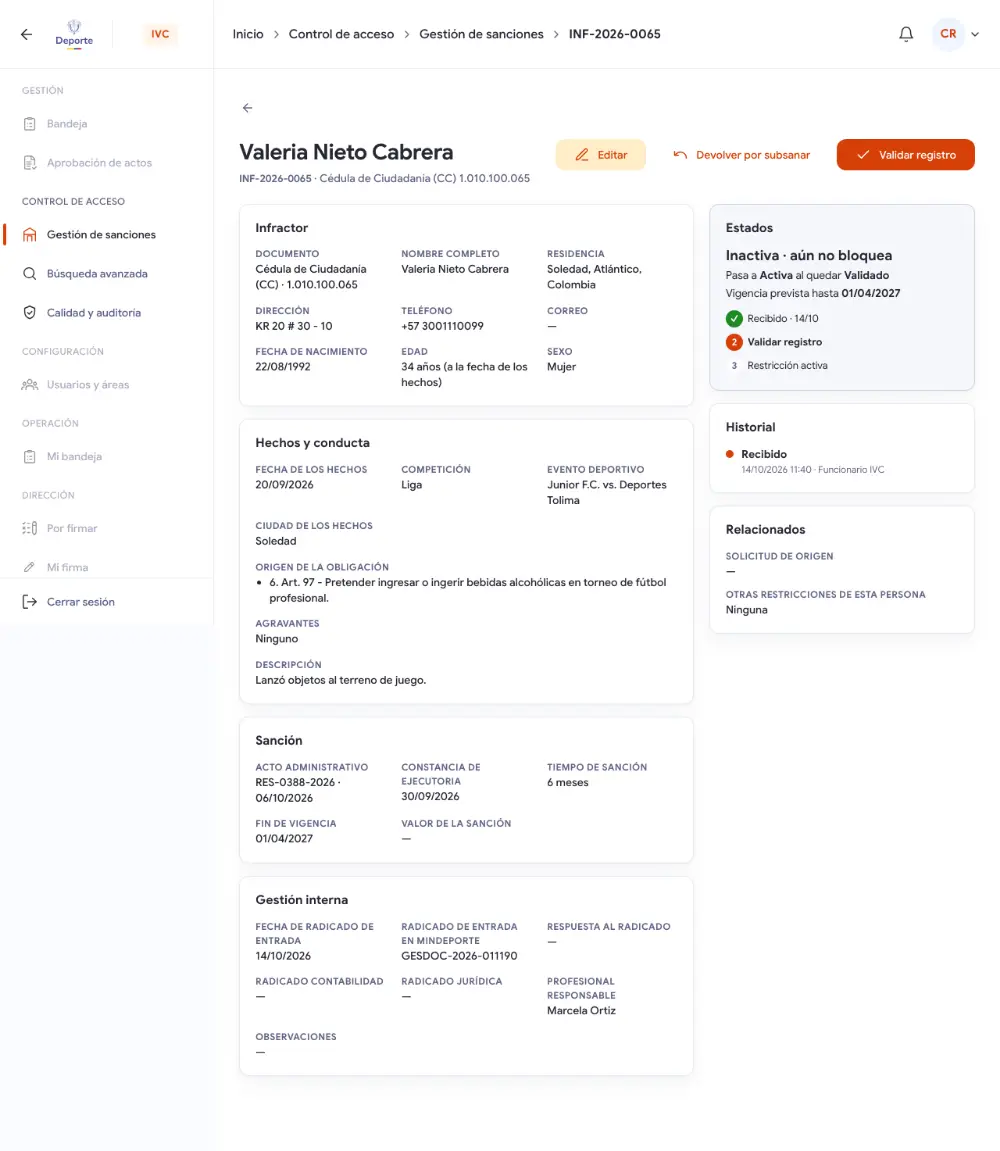 Deporte
IVC
Inicio > Control de acceso > Gestión de sanciones > INF-2026-0065
CR
GESTIÓN
Bandeja
Aprobación de actos
CONTROL DE ACCESO
Gestión de sanciones
Búsqueda avanzada
Calidad y auditoría
CONFIGURACIÓN
Usuarios y áreas
OPERACIÓN
Mi bandeja
DIRECCIÓN
Por firmar
Mi firma
Cerrar sesión
Valeria Nieto Cabrera
INF-2026-0065 · Cédula de Ciudadanía (CC) 1.010.100.065
Editar
Devolver por subsanar
Validar registro
Infractor
DOCUMENTO
Cédula de Ciudadanía
(CC) · 1.010.100.065
NOMBRE COMPLETO
Valeria Nieto Cabrera
RESIDENCIA
Soledad, Atlántico,
Colombia
DIRECCIÓN
KR 20 # 30 - 10
TELÉFONO
+57 3001110099
CORREO
—
FECHA DE NACIMIENTO
22/08/1992
EDAD
34 años (a la fecha de los
hechos)
SEXO
Mujer
Hechos y conducta
FECHA DE LOS HECHOS
20/09/2026
COMPETICIÓN
Liga
EVENTO DEPORTIVO
Junior F.C. vs. Deportes
Tolima
CIUDAD DE LOS HECHOS
Soledad
ORIGEN DE LA OBLIGACIÓN
• 6. Art. 97 - Pretender ingresar o ingerir bebidas alcohólicas en torneo de fútbol
profesional.
AGRAVANTES
Ninguno
DESCRIPCIÓN
Lanzó objetos al terreno de juego.
Sanción
ACTO ADMINISTRATIVO
RES-0388-2026 ·
06/10/2026
CONSTANCIA DE
EJECUTORIA
30/09/2026
TIEMPO DE SANCIÓN
6 meses
FIN DE VIGENCIA
01/04/2027
VALOR DE LA SANCIÓN
—
Gestión interna
FECHA DE RADICADO DE
ENTRADA
14/10/2026
RADICADO DE ENTRADA
EN MINDEPORTE
GESDOC-2026-011190
RESPUESTA AL RADICADO
—
RADICADO CONTABILIDAD
—
RADICADO JURÍDICA
—
PROFESIONAL
RESPONSABLE
Marcela Ortiz
OBSERVACIONES
—
Estados
Inactiva · aún no bloquea
Pasa a Activa al quedar Validado
Vigencia prevista hasta 01/04/2027
Recibido · 14/10
2 Validar registro
3 Restricción activa
Historial
Recibido
14/10/2026 11:40 · Funcionario IVC
Relacionados
SOLICITUD DE ORIGEN
—
OTRAS RESTRICCIONES DE ESTA PERSONA
Ninguna